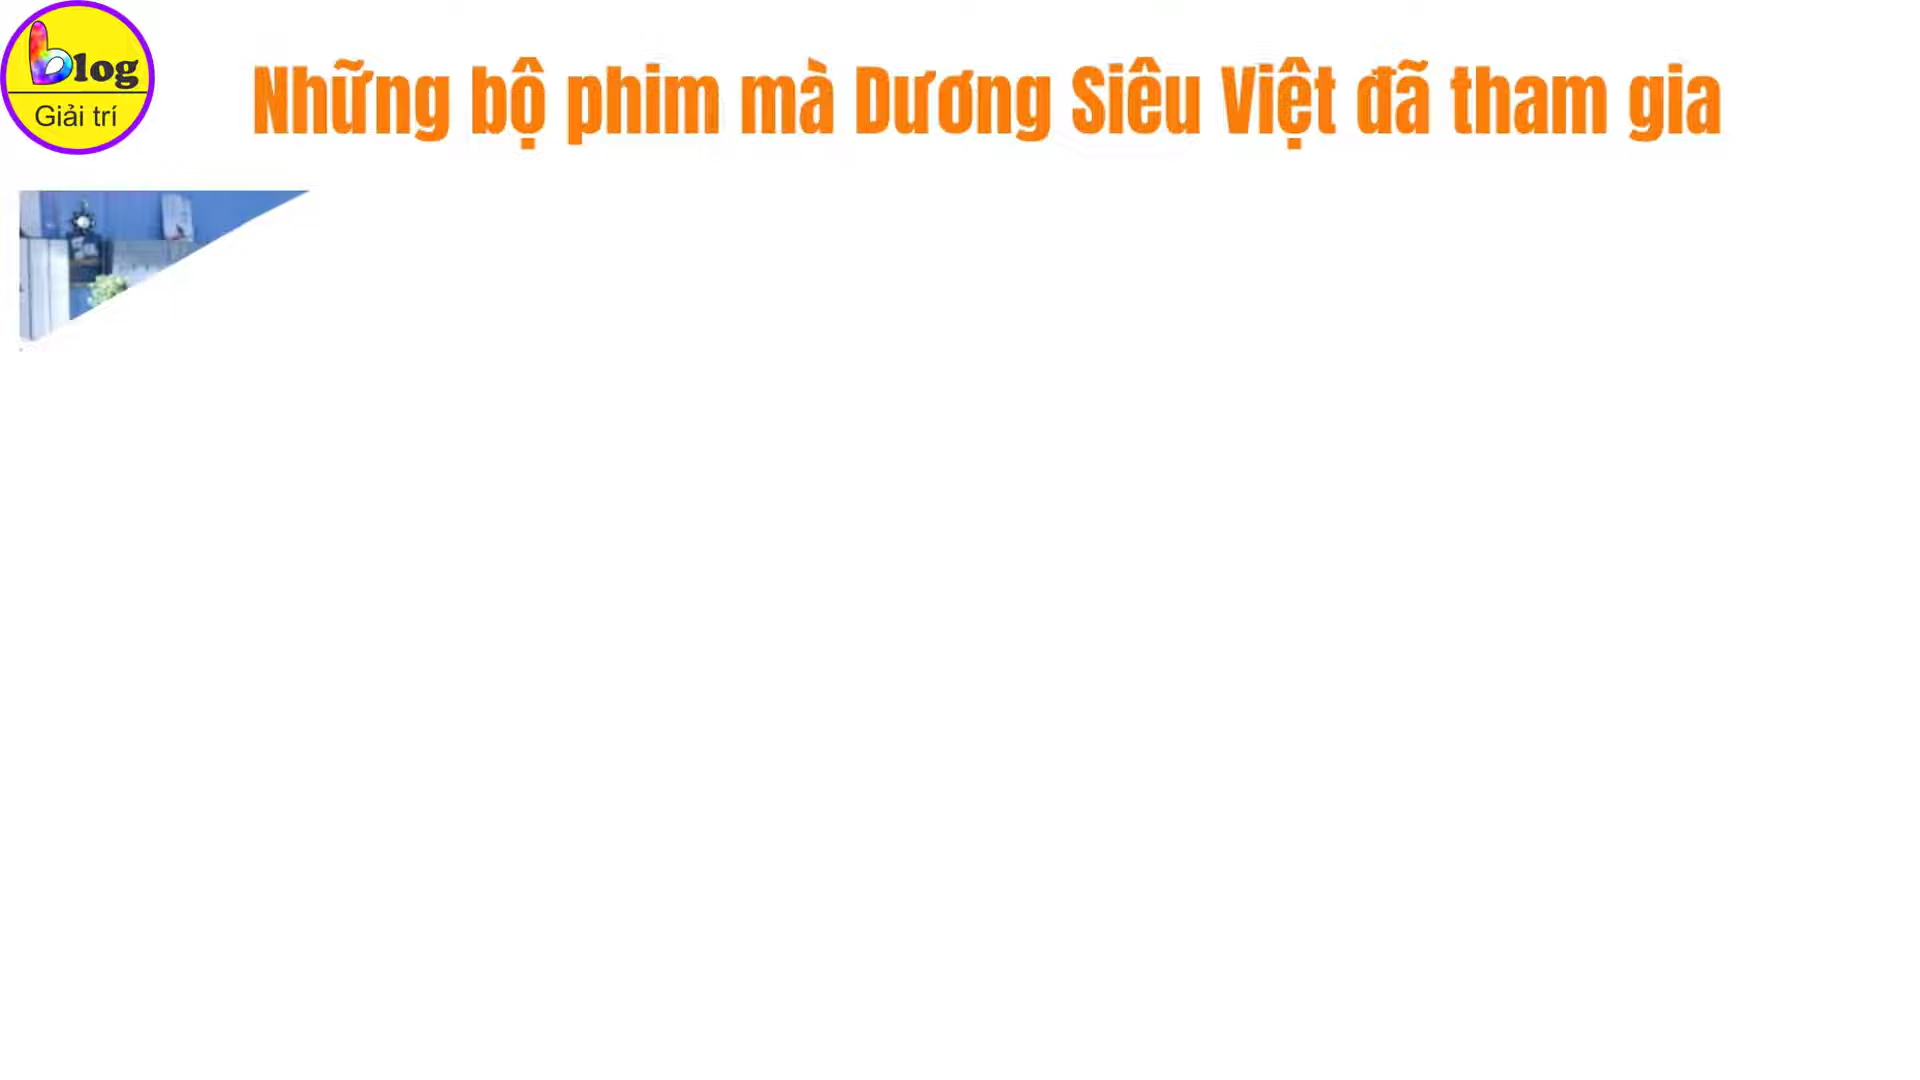 blog
Giải trí
Những bộ phim mà Dương Siêu Việt đã tham gia